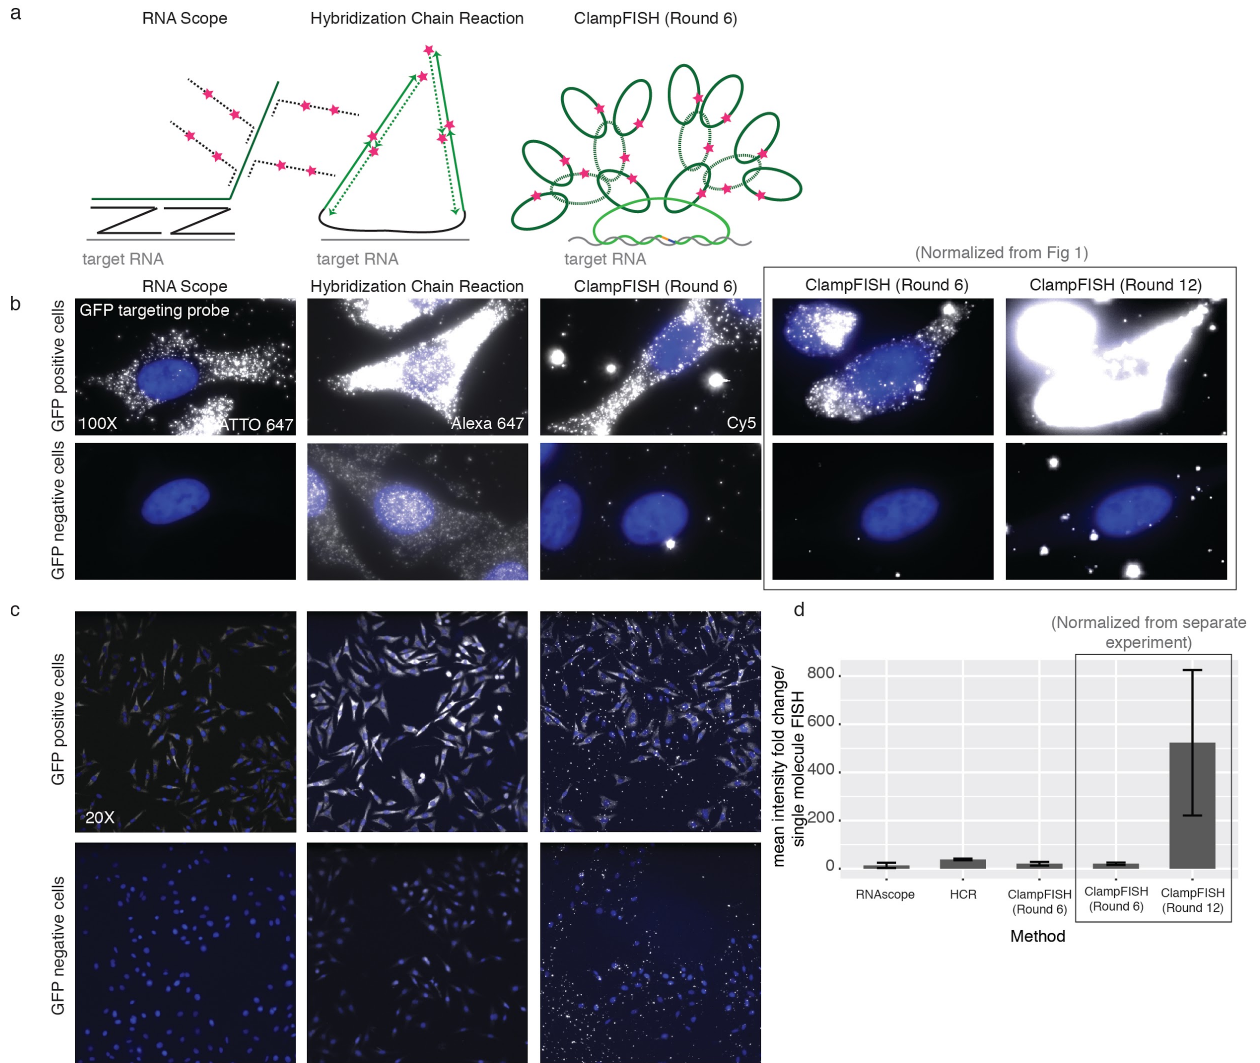 a
RNA Scope
Hybridization Chain Reaction
ClampFISH (Round 6)
target RNA
target RNA
target RNA
(Normalized from Fig 1)
b
RNA Scope
Hybridization Chain Reaction
ClampFISH (Round 6)
ClampFISH (Round 6)
ClampFISH (Round 12)
GFP positive cells
GFP targeting probe
100X
ATTO 647
Alexa 647
Cy5
GFP negative cells
c
GFP positive cells
20X
GFP negative cells
d
(Normalized from separate
experiment)
mean intensity fold change/
single molecule FISH
800
600
400
200
0
RNAscope
HCR
ClampFISH
(Round 6)
ClampFISH
(Round 6)
ClampFISH
(Round 12)
Method